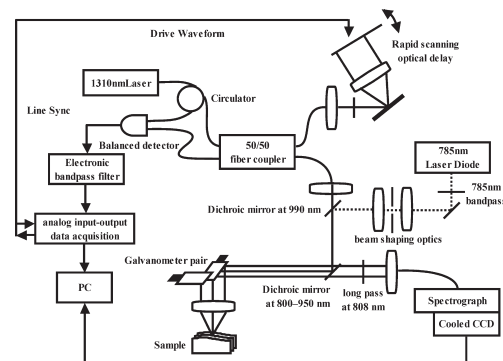 Drive Waveform
Rapid scanning
optical delay
1310nmLaser
Circulator
Line Sync
Balanced detector
50/50
fiber coupler
785nm
Laser Diode
Electronic
bandpass filter
785nm
bandpass
Dichroic mirror at 990 nm
beam shaping optics
analog input-output
data acquisition
Galvanometer pair
PC
Dichroic mirror
at 800–950 nm
long pass
at 808 nm
Spectrograph
Cooled CCD
Sample